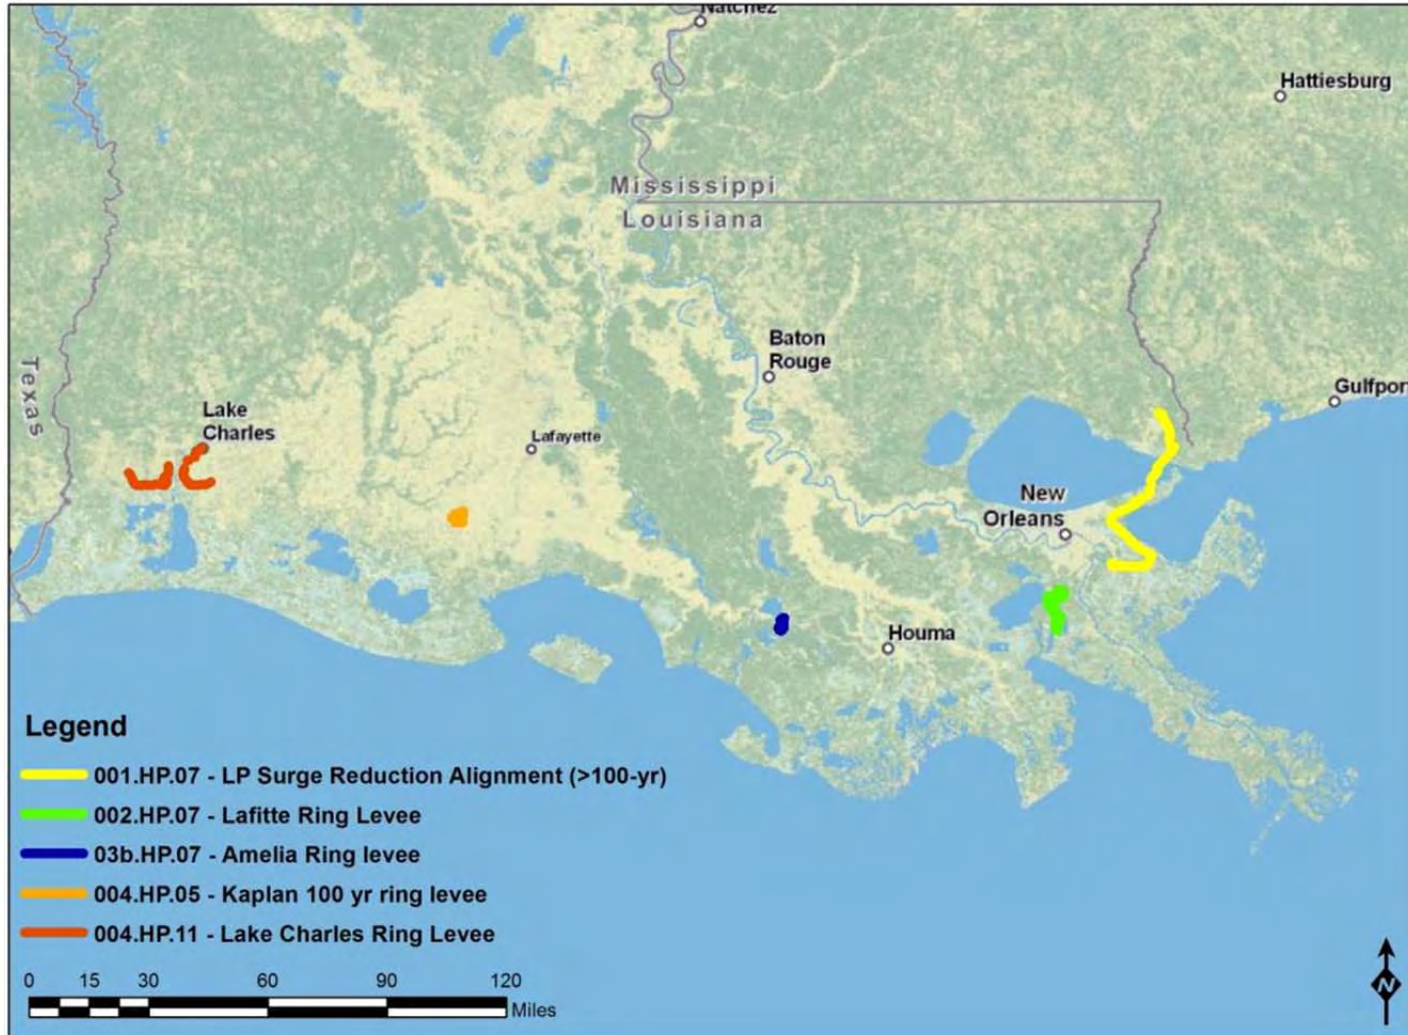 Natchez
Hattiesburg
Mississippi
Louisiana
Baton
Rouge
Texas
Gulfpor
Lake
Charles
Lafayette
New
Orleans
Houma
Legend
001.HP.07 - LP Surge Reduction Alignment (>100-yr)
002.HP.07 - Lafitte Ring Levee
03b.HP.07 - Amelia Ring levee
004.HP.05 - Kaplan 100 yr ring levee
004.HP.11 - Lake Charles Ring Levee
0 15 30 60 90 120
Miles
N